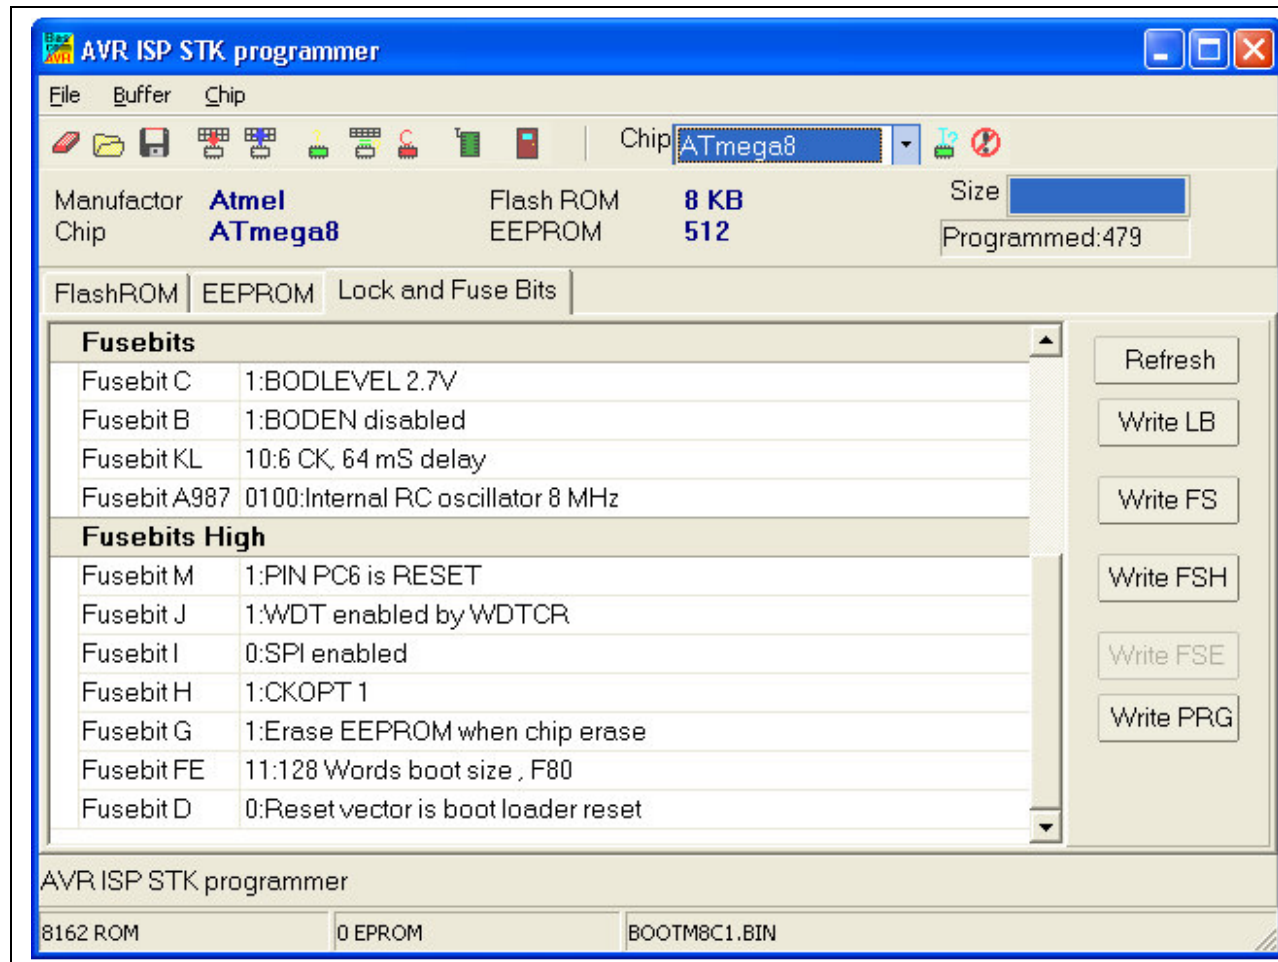 AVR ISP STK programmer
File Buffer Chip
Chip ATmega8
Manufactor Atmel Flash ROM 8 KB Size
Chip ATmega8 EEPROM 512 Programmed:479
FlashROM EEPROM Lock and Fuse Bits
Fusebits
Refresh
Fusebit C 1:BODLEVEL 2.7V
Fusebit B 1:BODEN disabled
Write LB
Fusebit KL 10:6 CK, 64 mS delay
Fusebit A987 0100:Internal RC oscillator 8 MHz
Write FS
Fusebits High
Fusebit M 1:PIN PC6 is RESET
Write FSH
Fusebit J 1:WDT enabled by WDTCR
Fusebit I 0:SPI enabled
Write FSE
Fusebit H 1:CKOPT 1
Fusebit G 1:Erase EEPROM when chip erase
Write PRG
Fusebit FE 11:128 Words boot size , F80
Fusebit D 0:Reset vector is boot loader reset
AVR ISP STK programmer
8162 ROM 0 EPROM BOOTM8C1.BIN